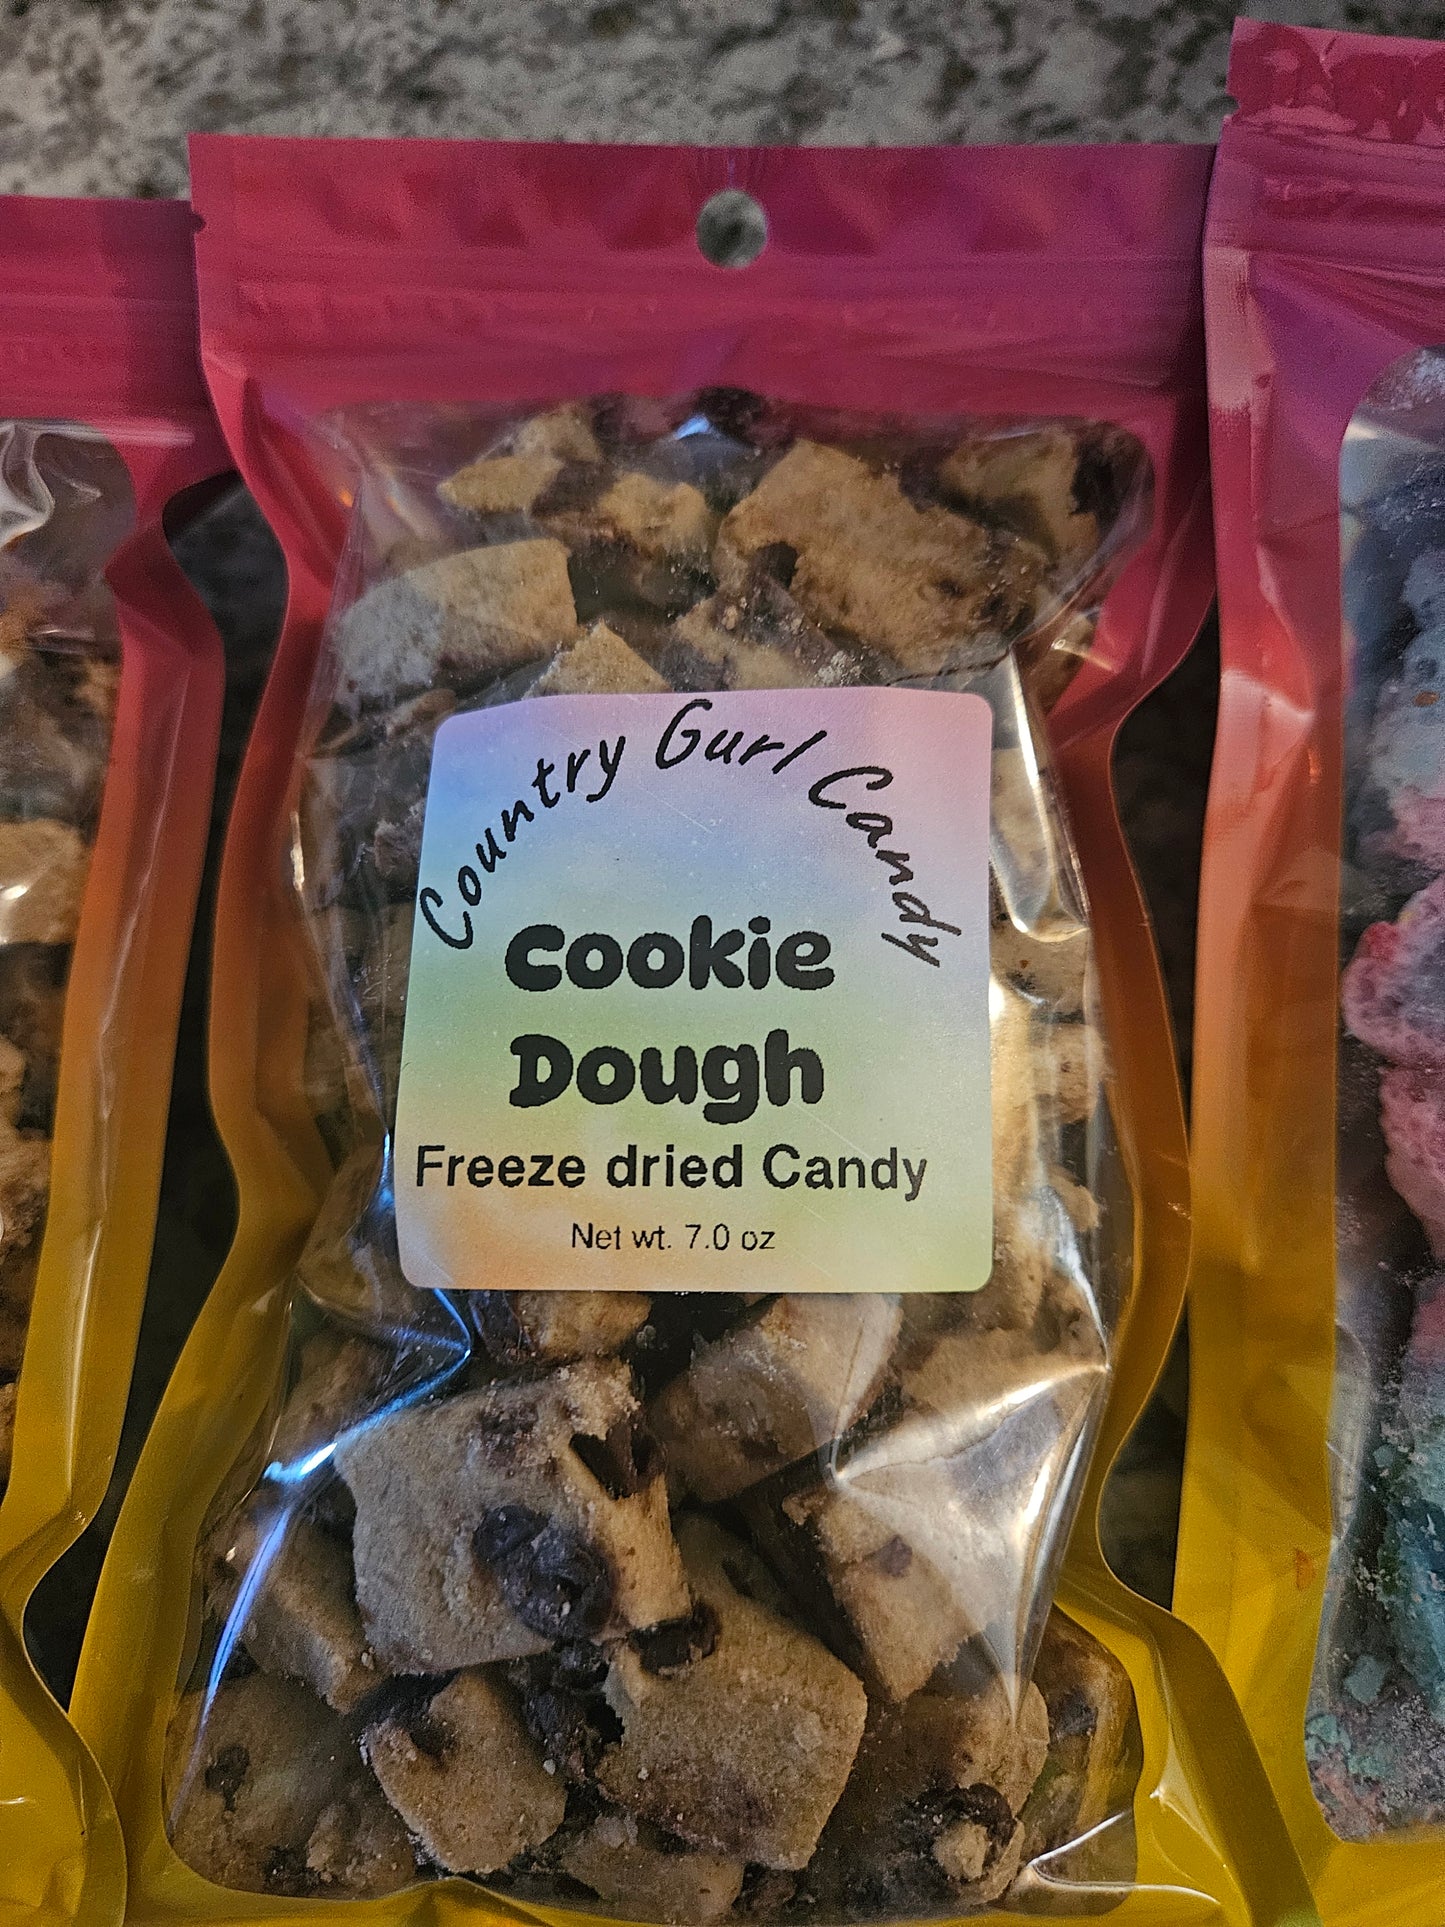 Country Gurl Candy
Cookie
Dough
Freeze dried Candy
Net wt. 7.0 oz